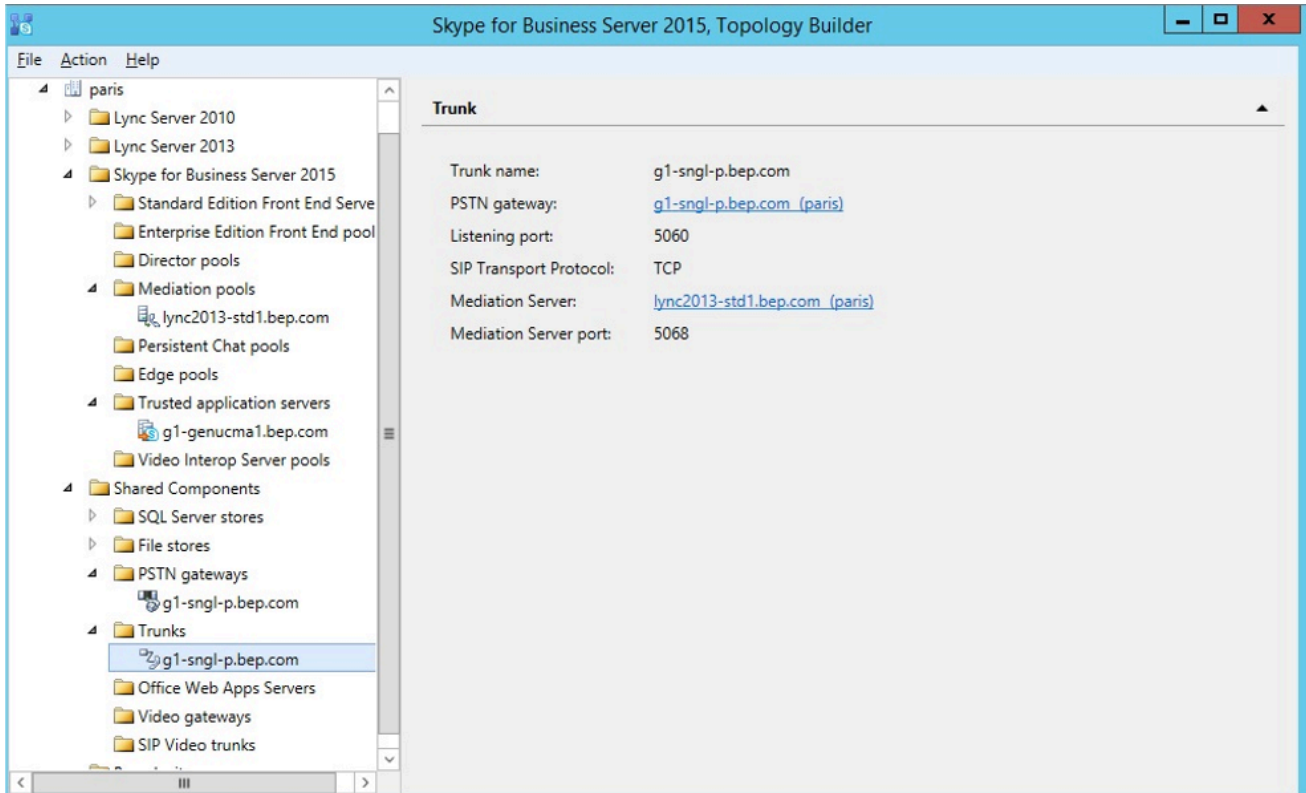 Skype for Business Server 2015, Topology Builder
File Action Help
paris
Lync Server 2010
Lync Server 2013
Skype for Business Server 2015
Standard Edition Front End Serve
Enterprise Edition Front End pool
Director pools
Mediation pools
lync2013-std1.bep.com
Persistent Chat pools
Edge pools
Trusted application servers
g1-genucma1.bep.com
Video Interop Server pools
Shared Components
SQL Server stores
File stores
PSTN gateways
g1-sngl-p.bep.com
Trunks
g1-sngl-p.bep.com
Office Web Apps Servers
Video gateways
SIP Video trunks
Trunk
Trunk name: g1-sngl-p.bep.com
PSTN gateway: g1-sngl-p.bep.com (paris)
Listening port: 5060
SIP Transport Protocol: TCP
Mediation Server: lync2013-std1.bep.com (paris)
Mediation Server port: 5068